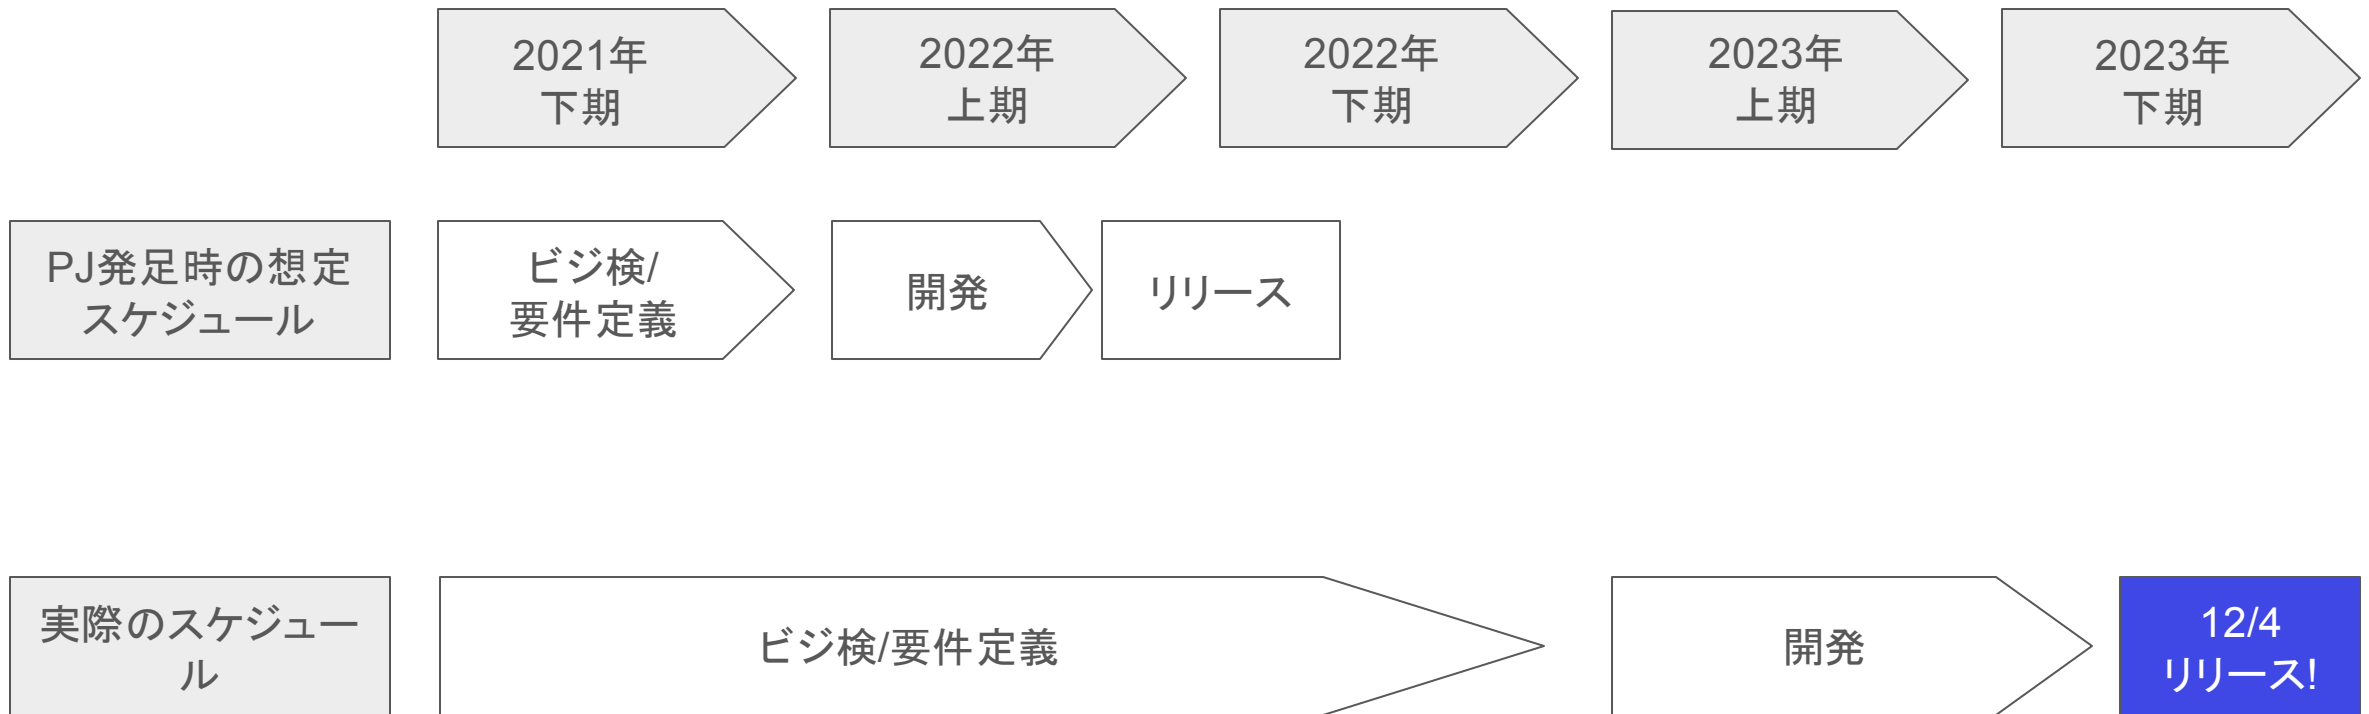 2021年
下期
2022年
上期
2022年
下期
2023年
上期
2023年
下期
PJ発足時の想定
スケジュール
ビジ検/
要件定義
開発
リリース
実際のスケジュー
ル
ビジ検/要件定義
開発
12/4
リリース!